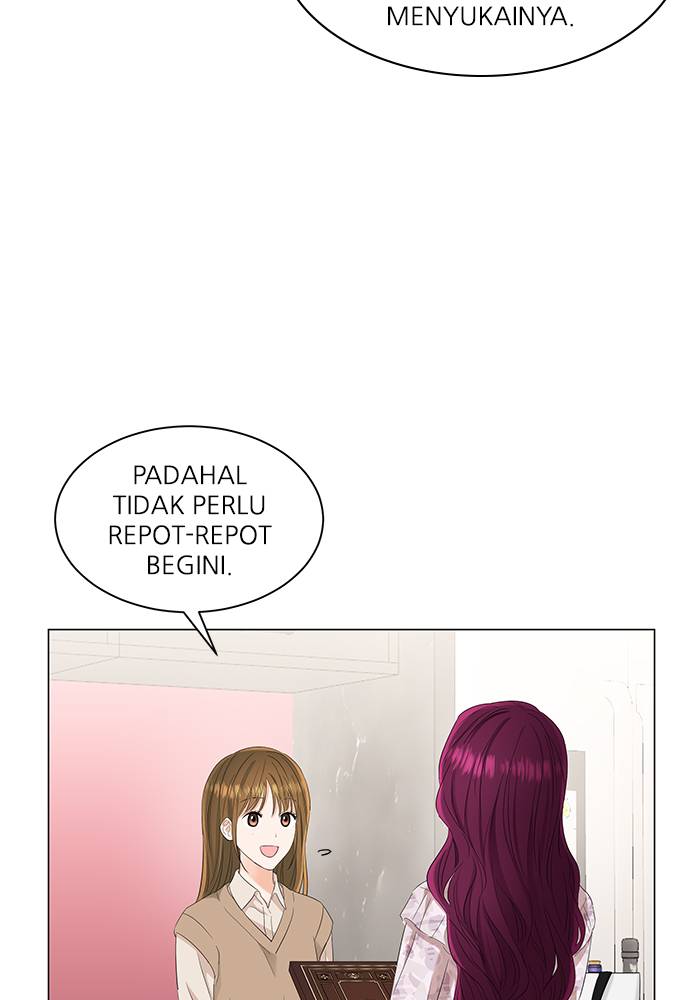 MENYUKAINYA.
PADAHAL
TIDAK PERLU
REPOT-REPOT
BEGINI.